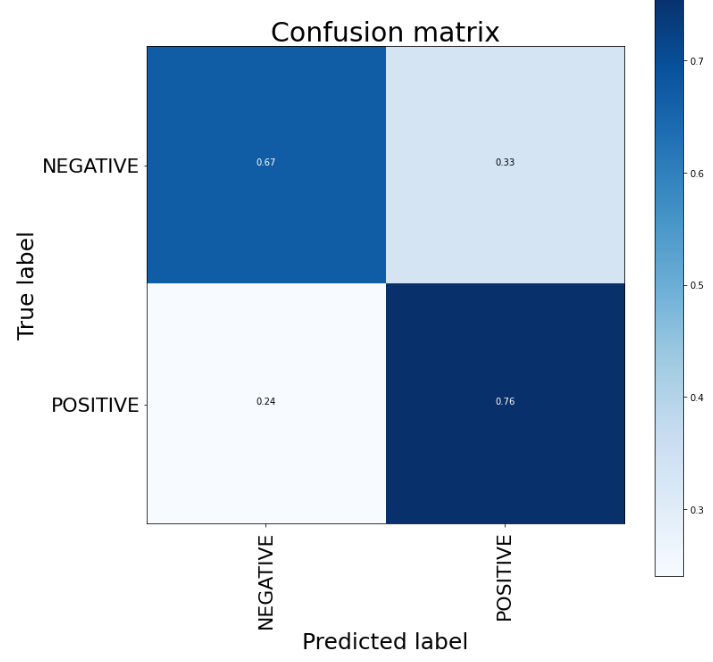 Confusion matrix
0.7
NEGATIVE
0.67
0.33
0.6
True label
0.5
POSITIVE
0.24
0.76
0.4
0.3
NEGATIVE
POSITIVE
Predicted label